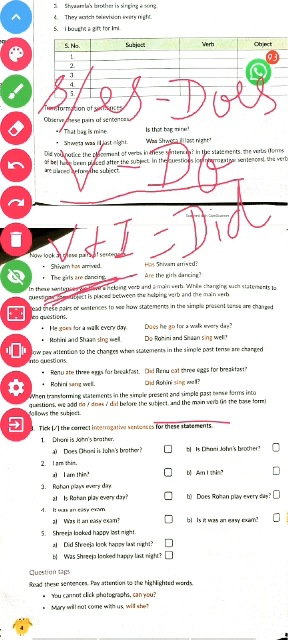 3. Shyaamla's brother is singing a song.
4. They watch television every night.
5. I bought a gift for Imi.
S. No. Subject Verb Object
1.
2.
3.
4.
5.
93
S/es - Does
Transformation of sentences
Observe these pairs of sentences.
• That bag is mine. Is that bag mine?
• Shweta was ill last night. Was Shweta ill last night?
Did you notice the placement of verbs in these sentences? In the statements, the verbs (forms
of be) have been placed after the subject. In the questions (or interrogative sentences), the verbs
are placed before the subject.
V - Do
Scanned with CamScanner
= Did
Now look at these pairs of sentences.
• Shivam has arrived. Has Shivam arrived?
• The girls are dancing. Are the girls dancing?
In these sentences, we have a helping verb and a main verb. While changing such statements to
questions, the subject is placed between the helping verb and the main verb.
Read these pairs of sentences to see how statements in the simple present tense are changed
into questions.
• He goes for a walk every day. Does he go for a walk every day?
• Rohini and Shaan sing well. Do Rohini and Shaan sing well?
Now pay attention to the changes when statements in the simple past tense are changed
into questions.
• Renu ate three eggs for breakfast. Did Renu eat three eggs for breakfast?
• Rohini sang well. Did Rohini sing well?
When transforming statements in the simple present and simple past tense forms into
questions, we add do / does / did before the subject, and the main verb (in the base form)
follows the subject.
Tick (✓) the correct interrogative sentences for these statements.
1. Dhoni is John's brother.
a) Does Dhoni is John's brother? b) Is Dhoni John's brother?
2. I am thin.
a) I am thin? b) Am I thin?
3. Rohan plays every day.
a) Is Rohan play every day? b) Does Rohan play every day?
4. It was an easy exam.
a) Was it an easy exam? b) Is it was an easy exam?
5. Shreeja looked happy last night.
a) Did Shreeja look happy last night?
b) Was Shreeja looked happy last night?
Question tags
Read these sentences. Pay attention to the highlighted words.
• You cannot click photographs, can you?
• Mary will not come with us, will she?
4